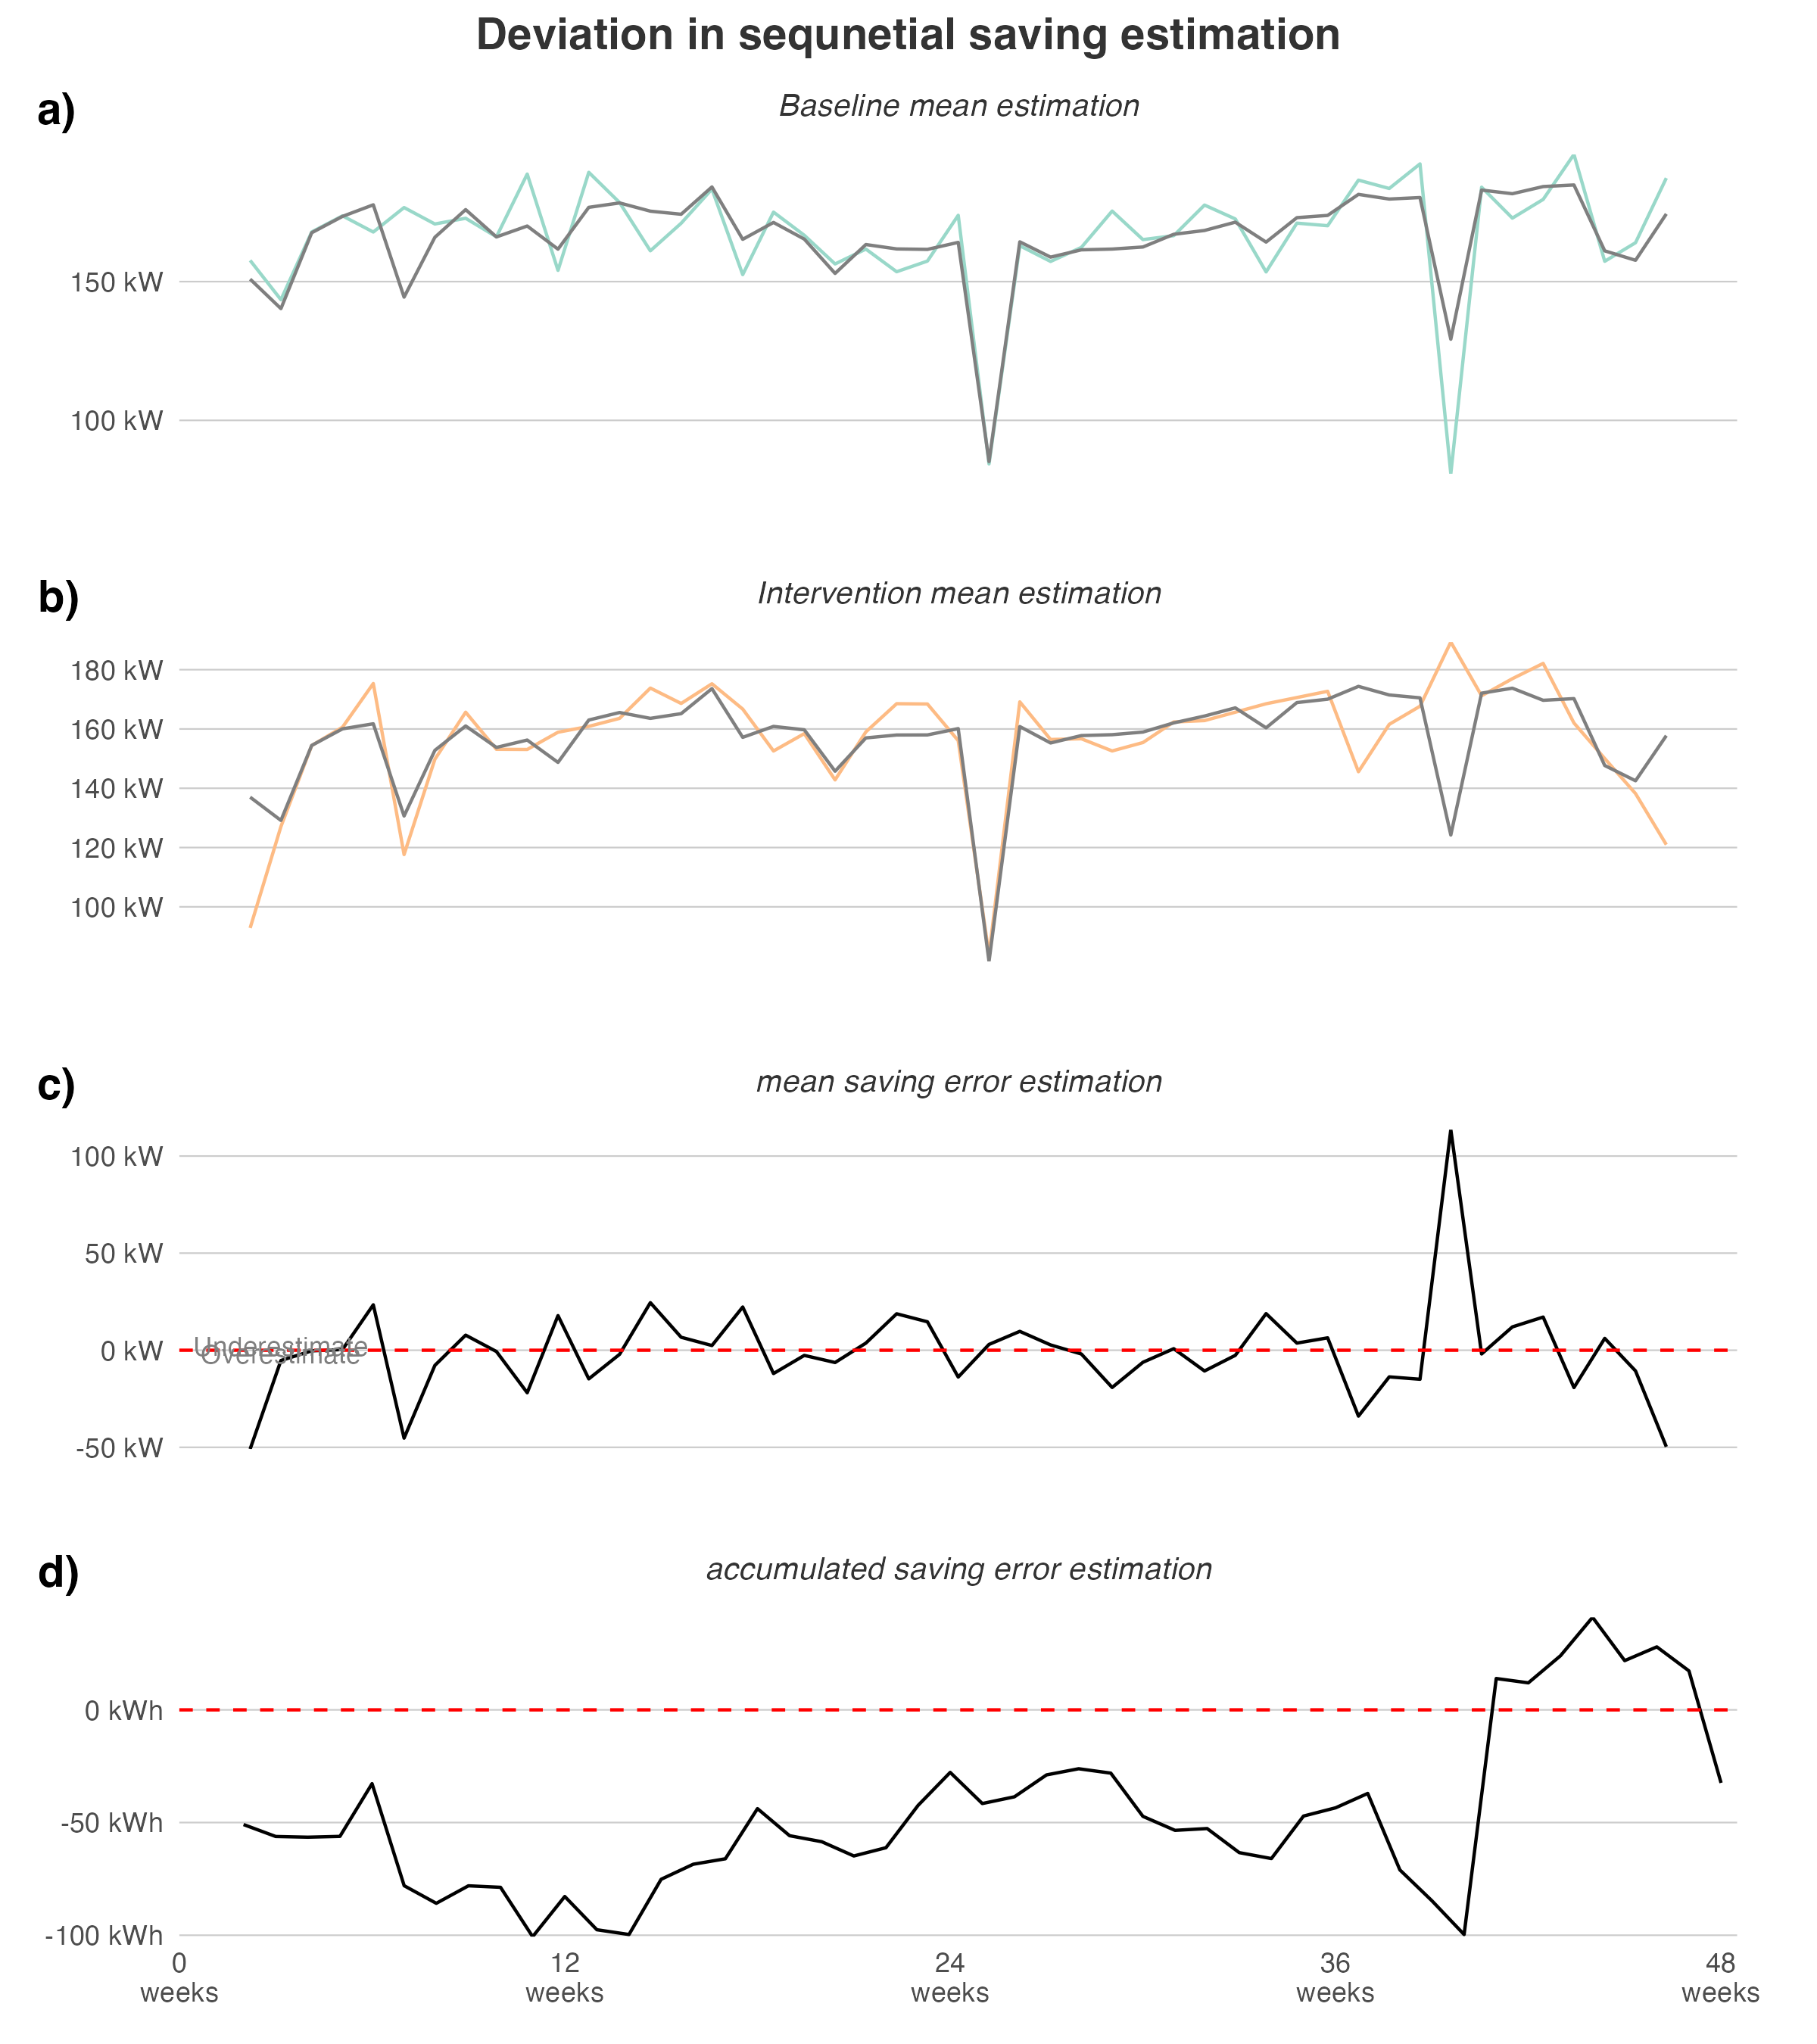 Deviation in sequnetial saving estimation
a)
Baseline mean estimation
150 kW
100 kW
b)
Intervention mean estimation
180 kW
160 kW
140 kW
120 kW
100 kW
c)
mean saving error estimation
100 kW
50 kW
Underestimate
0 kW
Overestimate
-50 kW
d)
accumulated saving error estimation
0 kWh
-50 kWh
-100 kWh
0 12 24 36 48
weeks weeks weeks weeks weeks